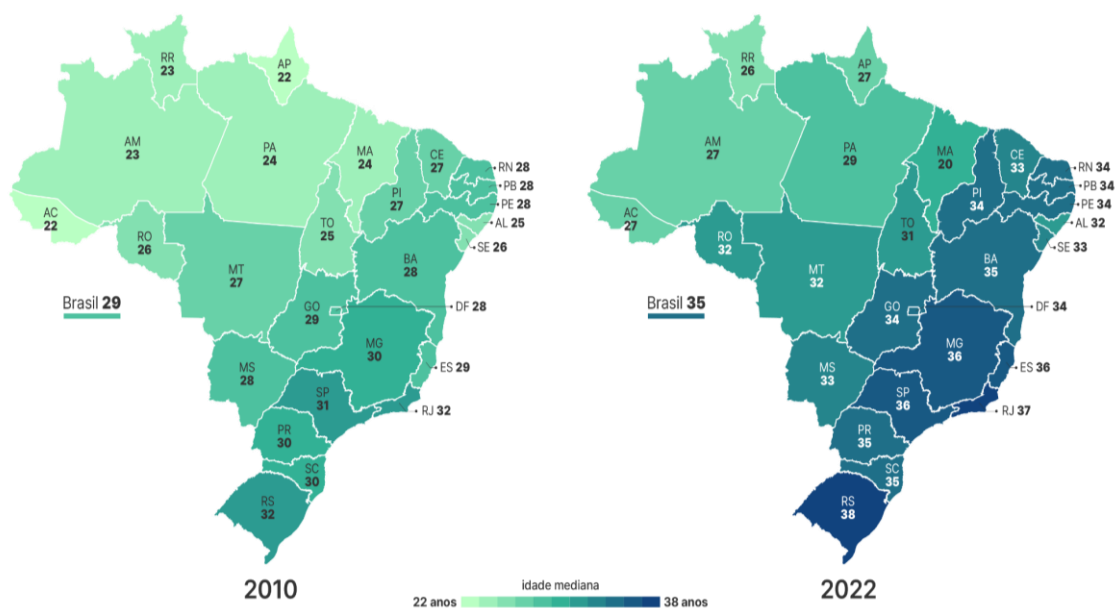 RR
23
AP
22
AM
23
PA
24
MA
24
CE
27
RN 28
PB 28
PE 28
AL 25
SE 26
PI
27
AC
22
RO
26
TO
25
BA
28
MT
27
Brasil 29
GO
29
DF 28
MG
30
ES 29
MS
28
SP
31
RJ 32
PR
30
SC
30
RS
32
2010
RR
26
AP
27
AM
27
PA
29
MA
20
CE
33
RN 34
PB 34
PE 34
AL 32
SE 33
PI
34
AC
27
RO
32
TO
31
BA
35
MT
32
Brasil 35
GO
34
DF 34
MG
36
ES 36
MS
33
SP
36
RJ 37
PR
35
SC
35
RS
38
2022
idade mediana
22 anos
38 anos